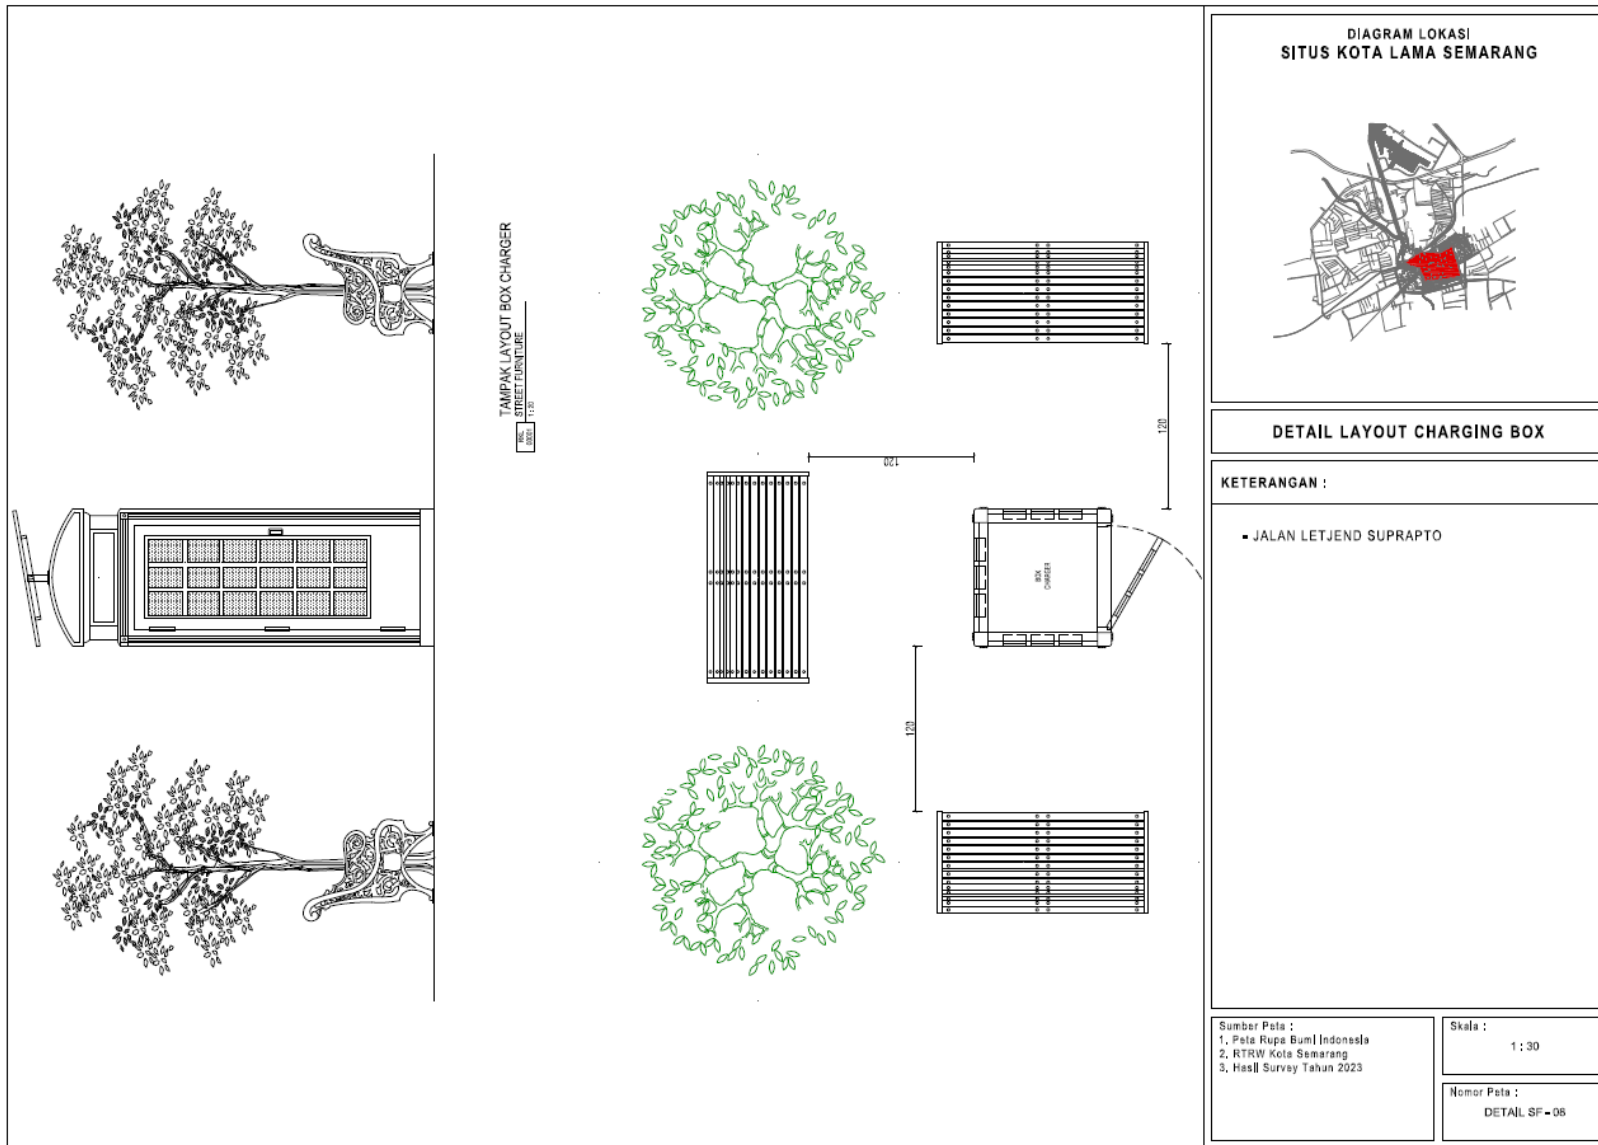 TAMPAK LAYOUT BOX CHARGER
STREET FURNITURE
1 : 30
120
120
120
BOX
CHARGER
DIAGRAM LOKASI
SITUS KOTA LAMA SEMARANG
DETAIL LAYOUT CHARGING BOX
KETERANGAN :
- JALAN LETJEND SUPRAPTO
Sumber Peta :
1. Peta Rupa Bumi Indonesia
2. RTRW Kota Semarang
3. Hasil Survey Tahun 2023
Skala :
1 : 30
Nomor Peta :
DETAIL SF - 08